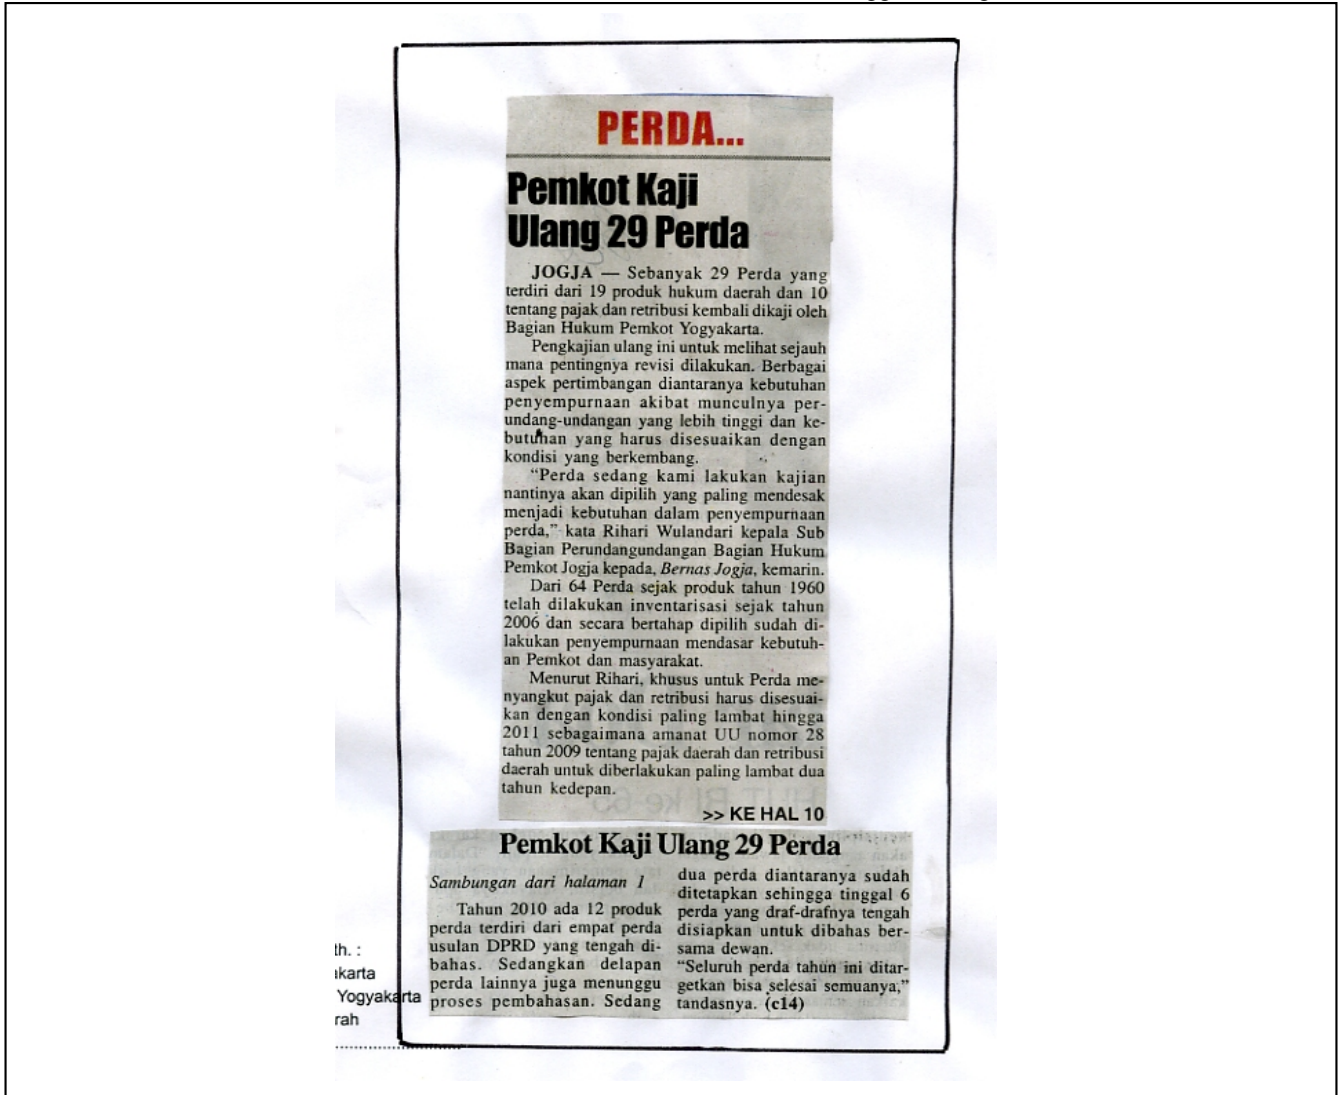 PERDA...
Pemkot Kaji
Ulang 29 Perda
JOGJA — Sebanyak 29 Perda yang
terdiri dari 19 produk hukum daerah dan 10
tentang pajak dan retribusi kembali dikaji oleh
Bagian Hukum Pemkot Yogyakarta.
Pengkajian ulang ini untuk melihat sejauh
mana pentingnya revisi dilakukan. Berbagai
aspek pertimbangan diantaranya kebutuhan
penyempurnaan akibat munculnya per-
undang-undangan yang lebih tinggi dan ke-
butuhan yang harus disesuaikan dengan
kondisi yang berkembang.
“Perda sedang kami lakukan kajian
nantinya akan dipilih yang paling mendesak
menjadi kebutuhan dalam penyempurnaan
perda,” kata Rihari Wulandari kepala Sub
Bagian Perundangundangan Bagian Hukum
Pemkot Jogja kepada, Bernas Jogja, kemarin.
Dari 64 Perda sejak produk tahun 1960
telah dilakukan inventarisasi sejak tahun
2006 dan secara bertahap dipilih sudah di-
lakukan penyempurnaan mendasar kebutuh-
an Pemkot dan masyarakat.
Menurut Rihari, khusus untuk Perda me-
nyangkut pajak dan retribusi harus disesuai-
kan dengan kondisi paling lambat hingga
2011 sebagaimana amanat UU nomor 28
tahun 2009 tentang pajak daerah dan retribusi
daerah untuk diberlakukan paling lambat dua
tahun kedepan.
>> KE HAL 10
Pemkot Kaji Ulang 29 Perda
Sambungan dari halaman 1
Tahun 2010 ada 12 produk
perda terdiri dari empat perda
usulan DPRD yang tengah di-
bahas. Sedangkan delapan
perda lainnya juga menunggu
proses pembahasan. Sedang
dua perda diantaranya sudah
ditetapkan sehingga tinggal 6
perda yang draf-drafnya tengah
disiapkan untuk dibahas ber-
sama dewan.
“Seluruh perda tahun ini ditar-
getkan bisa selesai semuanya,”
tandasnya. (c14)
th. :
akarta
Yogyakarta
rah